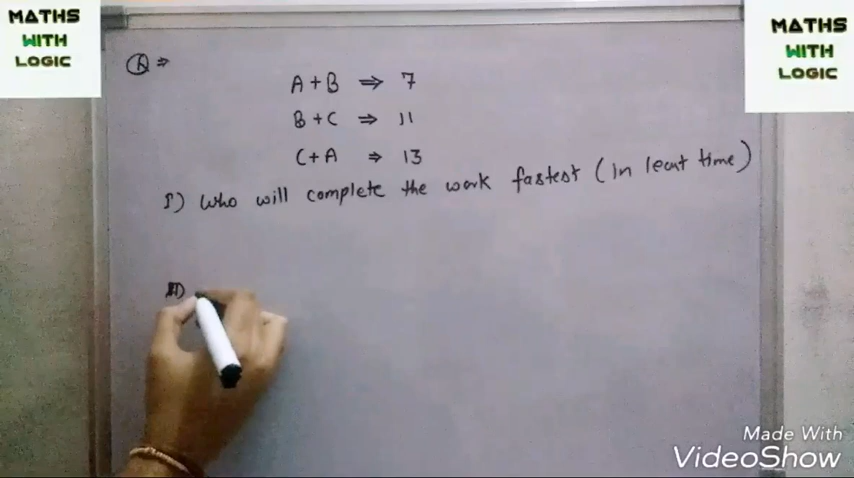 MATHS
WITH
LOGIC
MATHS
WITH
LOGIC
Q ⇒
A + B ⇒ 7
B + C ⇒ 11
C + A ⇒ 13
I) Who will complete the work fastest (In least time)
II)
Made With
VideoShow